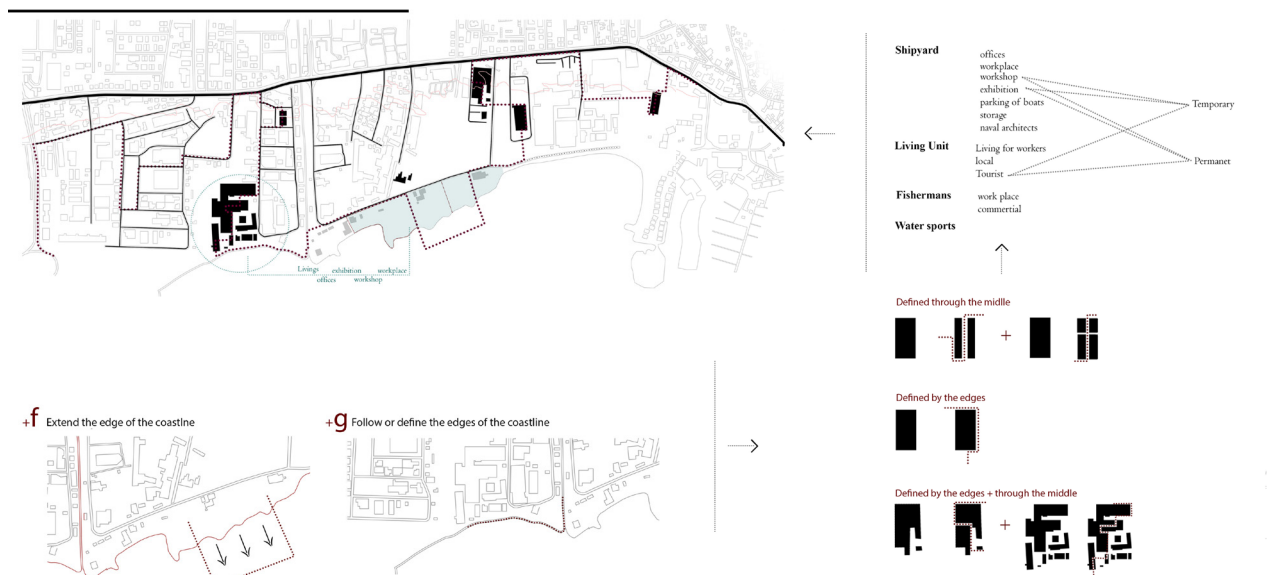 Shipyard
offices
workplace
workshop
exhibition
parking of boats
storage
naval architects
Temporary
Living Unit
Living for workers
local
Tourist
Permanet
Fishermans
work place
commertial
Water sports
Livings exhibition workplace
offices workshop
Defined through the midlle
+
Defined by the edges
Defined by the edges + through the middle
+
+f Extend the edge of the coastlne
+g Follow or define the edges of the coastline